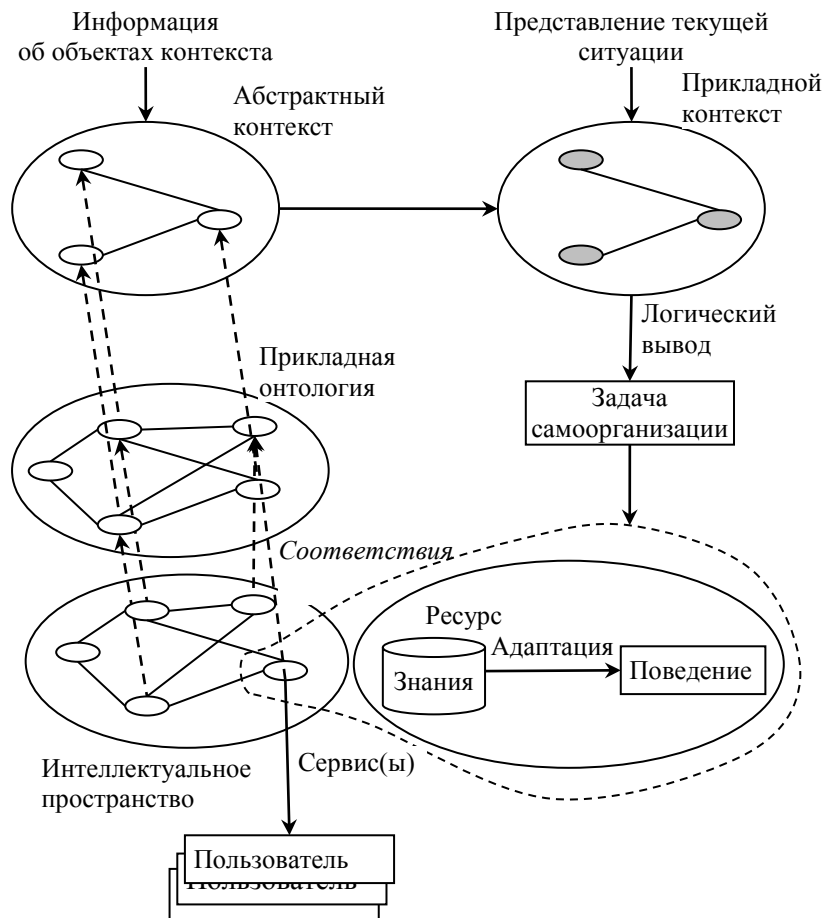 Информация
об объектах контекста
Представление текущей
ситуации
Абстрактный
контекст
Прикладной
контекст
Логический
вывод
Прикладная
онтология
Задача
самоорганизации
Соответствия
Ресурс
Адаптация
Знания
Поведение
Интеллектуальное
пространство
Сервис(ы)
Пользователь
Пользователь